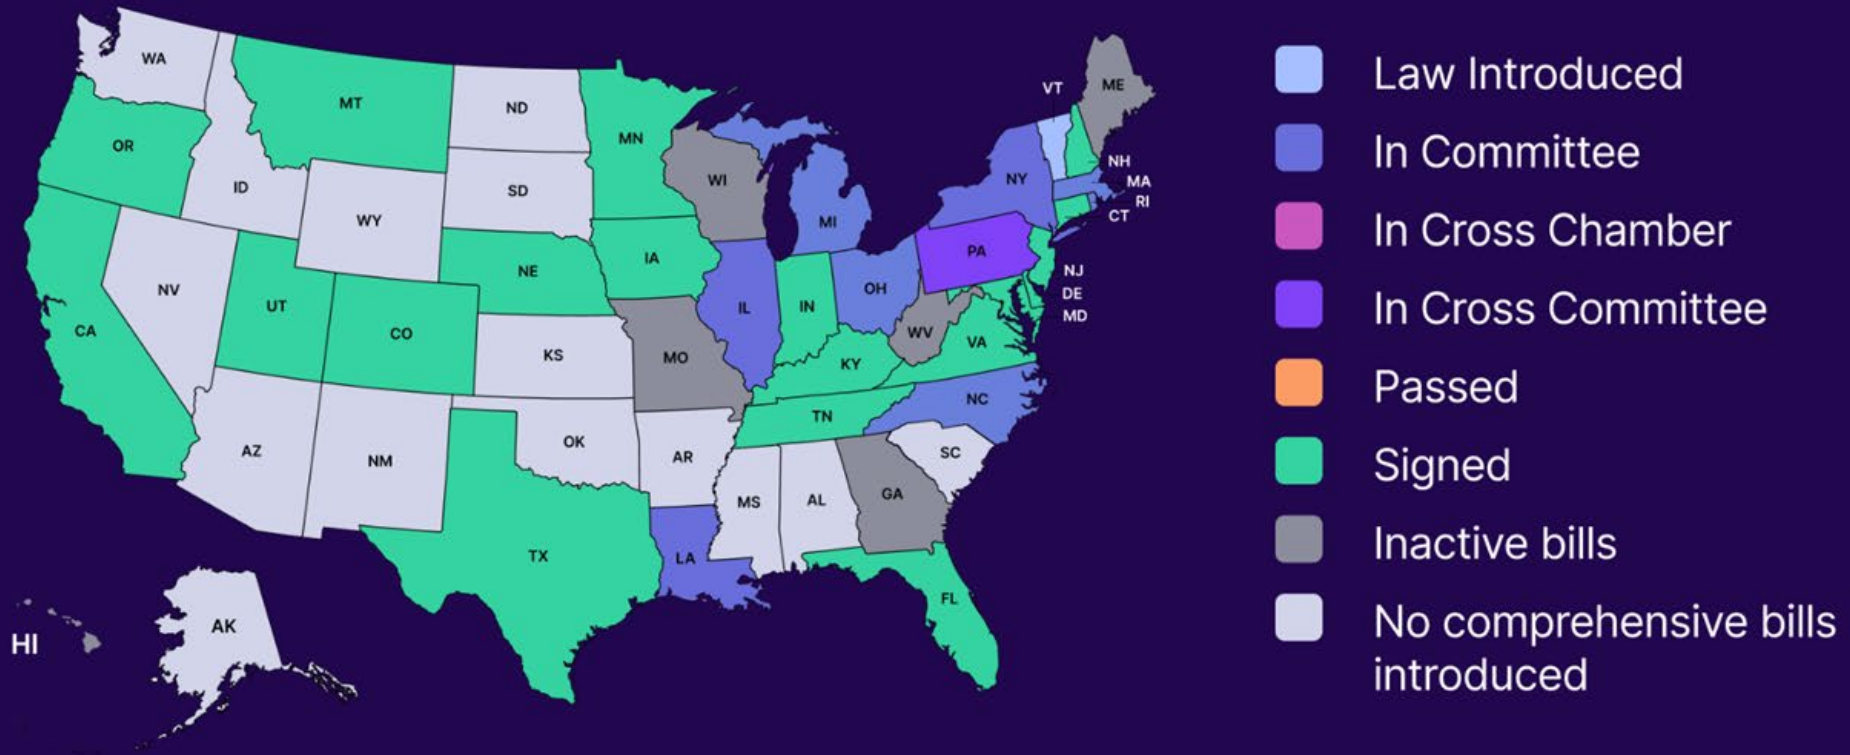 WA
MT
ND
MN
OR
ID
SD
WY
WI
MI
NY
VT
ME
NH
MA
RI
CT
NV
UT
CO
NE
IA
IL
IN
OH
PA
NJ
DE
MD
CA
KS
MO
KY
WV
VA
AZ
NM
OK
AR
TN
NC
SC
MS
AL
GA
TX
LA
FL
HI
AK
Law Introduced
In Committee
In Cross Chamber
In Cross Committee
Passed
Signed
Inactive bills
No comprehensive bills
introduced